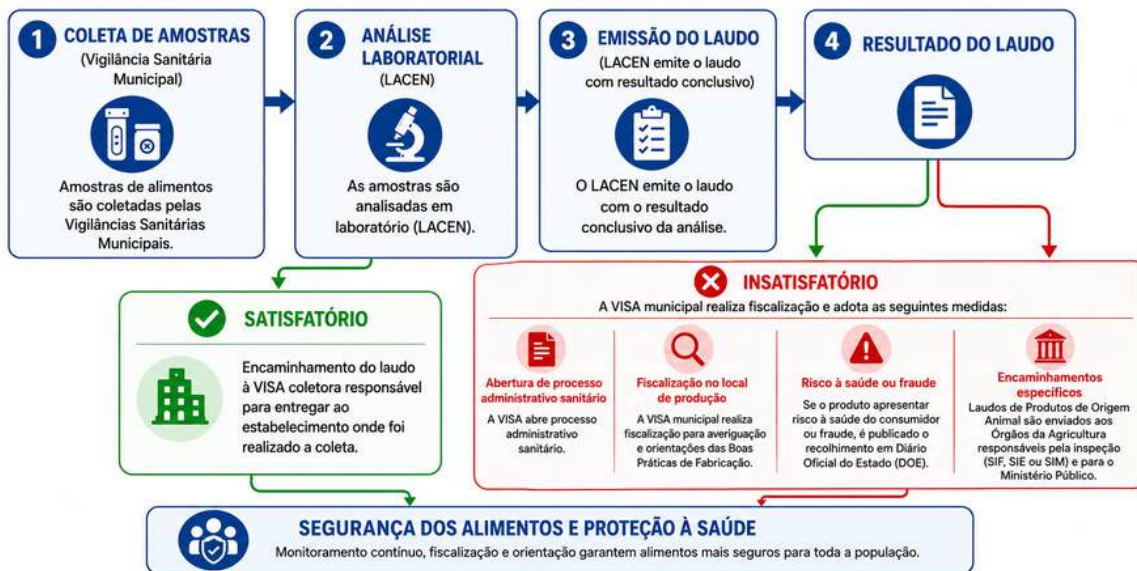 1 COLETA DE AMOSTRAS
(Vigilância Sanitária
Municipal)
Amostras de alimentos
são coletadas pelas
Vigilâncias Sanitárias
Municipais.
2 ANÁLISE
LABORATORIAL
(LACEN)
As amostras são
analisadas em
laboratório (LACEN).
3 EMISSÃO DO LAUDO
(LACEN emite o laudo
com resultado conclusivo)
O LACEN emite o laudo
com o resultado
conclusivo da análise.
4 RESULTADO DO LAUDO
SATISFATÓRIO
Encaminhamento do laudo
à VISA coletora responsável
para entregar ao
estabelecimento onde foi
realizado a coleta.
INSATISFATÓRIO
A VISA municipal realiza fiscalização e adota as seguintes medidas:
Abertura de processo
administrativo sanitário
A VISA abre processo
administrativo
sanitário.
Fiscalização no local
de produção
A VISA municipal realiza
fiscalização para averiguação
e orientações das Boas
Práticas de Fabricação.
Risco à saúde ou fraude
Se o produto apresentar
risco à saúde do consumidor
ou fraude, é publicado o
recolhimento em Diário
Oficial do Estado (DOE).
Encaminhamentos
específicos
Laudos de Produtos de Origem
Animal são enviados aos
Órgãos da Agricultura
responsáveis pela inspeção
(SIF, SIE ou SIM) e para o
Ministério Público.
SEGURANÇA DOS ALIMENTOS E PROTEÇÃO À SAÚDE
Monitoramento contínuo, fiscalização e orientação garantem alimentos mais seguros para toda a população.